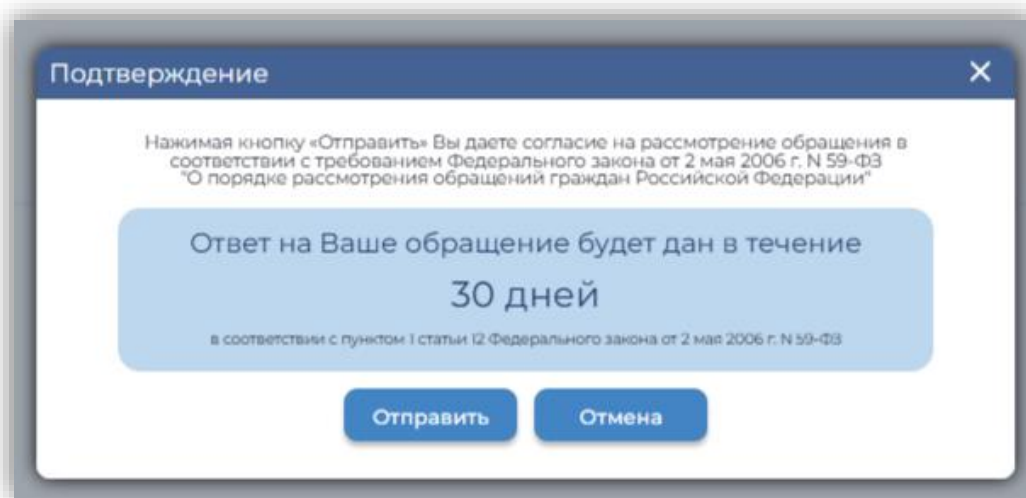 Подтверждение
Нажимая кнопку «Отправить» Вы даете согласие на рассмотрение обращения в
соответствии с требованием Федерального закона от 2 мая 2006 г. N 59-ФЗ
"О порядке рассмотрения обращений граждан Российской Федерации"
Ответ на Ваше обращение будет дан в течение
30 дней
в соответствии с пунктом 1 статьи 12 Федерального закона от 2 мая 2006 г. N 59-ФЗ
Отправить Отмена